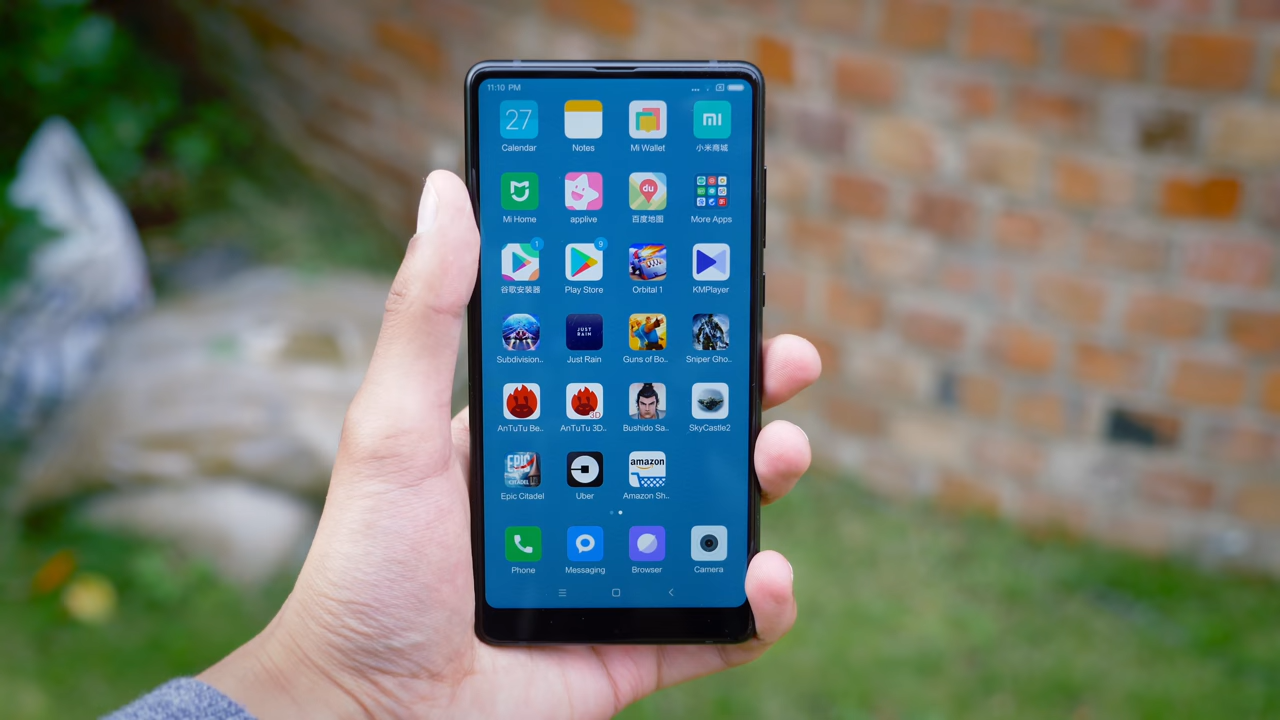 11:10 PM
27
mi
Calendar
Notes
Mi Wallet
小米商城
du
Mi Home
applive
百度地图
More Apps
1
9
谷歌安装器
Play Store
Orbital 1
KMPlayer
JUST
RAIN
Subdivision..
Just Rain
Guns of Bo..
Sniper Gho..
3D
AnTuTu Be..
AnTuTu 3D..
Bushido Sa..
SkyCastle2
EPIC
CITADEL
amazon
Epic Citadel
Uber
Amazon Sh..
Phone
Messaging
Browser
Camera